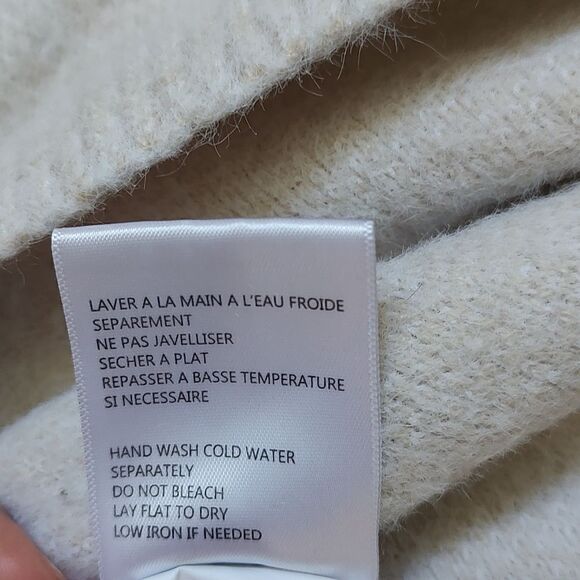 LAVER A LA MAIN A L'EAU FROIDE
SEPAREMENT
NE PAS JAVELLISER
SECHER A PLAT
REPASSER A BASSE TEMPERATURE
SI NECESSAIRE
HAND WASH COLD WATER
SEPARATELY
DO NOT BLEACH
LAY FLAT TO DRY
LOW IRON IF NEEDED